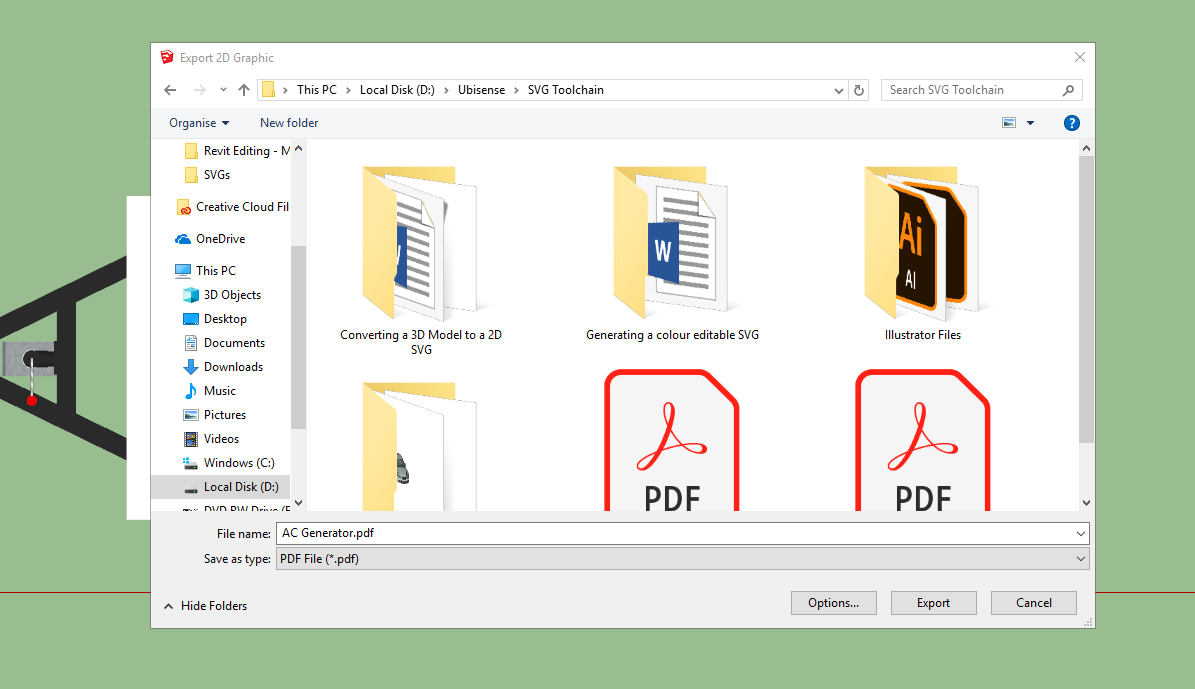 Export 2D Graphic
This PC
Local Disk (D:)
Ubisense
SVG Toolchain
Search SVG Toolchain
Organise
New folder
?
Revit Editing - M
SVGs
Creative Cloud Fil
OneDrive
This PC
3D Objects
Desktop
Documents
Downloads
Music
Pictures
Videos
Windows (C:)
Local Disk (D:)
DVD RW Drive (E
W
W
Ai
AI
Converting a 3D Model to a 2D
SVG
Generating a colour editable SVG
Illustrator Files
PDF
PDF
File name:
AC Generator.pdf
Save as type:
PDF File (*.pdf)
Hide Folders
Options...
Export
Cancel